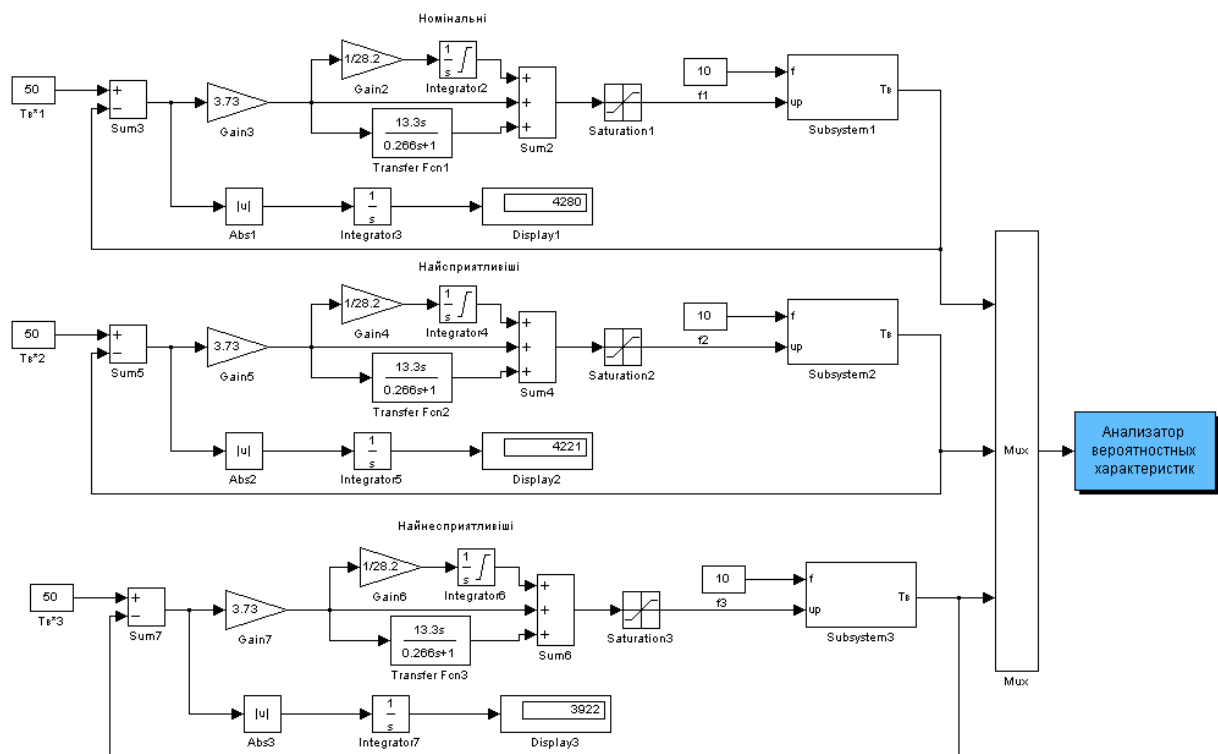 Номінальні
50
Тв*1
+
−
Sum3
3.73
Gain3
1/28.2
Gain2
1
s
Integrator2
13.3s
0.266s+1
Transfer Fcn1
+
+
+
Sum2
Saturation1
10
f1
f
up
Тв
Subsystem1
|u|
Abs1
1
s
Integrator3
4280
Display1
Найсприятливіші
50
Тв*2
+
−
Sum5
3.73
Gain5
1/28.2
Gain4
1
s
Integrator4
13.3s
0.266s+1
Transfer Fcn2
+
+
+
Sum4
Saturation2
10
f2
f
up
Тв
Subsystem2
|u|
Abs2
1
s
Integrator5
4221
Display2
Найнесприятливіші
50
Тв*3
+
−
Sum7
3.73
Gain7
1/28.2
Gain6
1
s
Integrator6
13.3s
0.266s+1
Transfer Fcn3
+
+
+
Sum6
Saturation3
10
f3
f
up
Тв
Subsystem3
|u|
Abs3
1
s
Integrator7
3922
Display3
Mux
Mux
Анализатор
вероятностных
характеристик